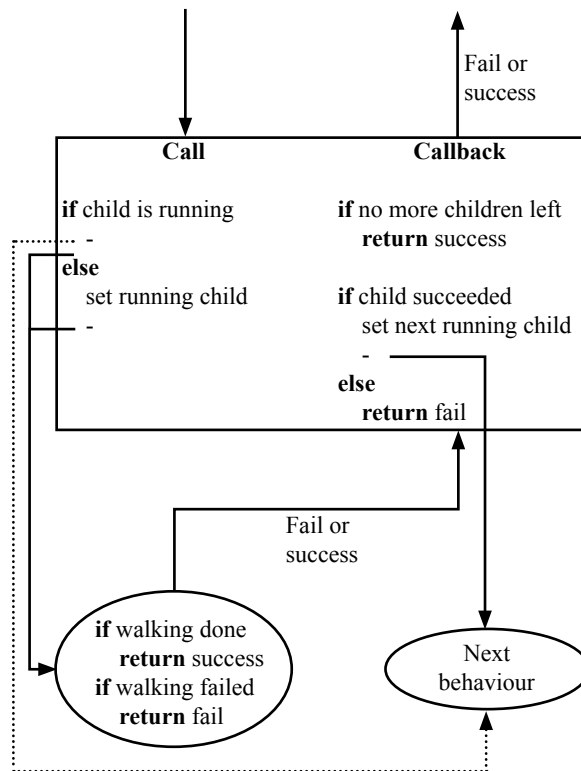 Fail or
success
Call
if child is running
-
else
set running child
-
Callback
if no more children left
return success
if child succeeded
set next running child
-
else
return fail
Fail or
success
if walking done
return success
if walking failed
return fail
Next
behaviour